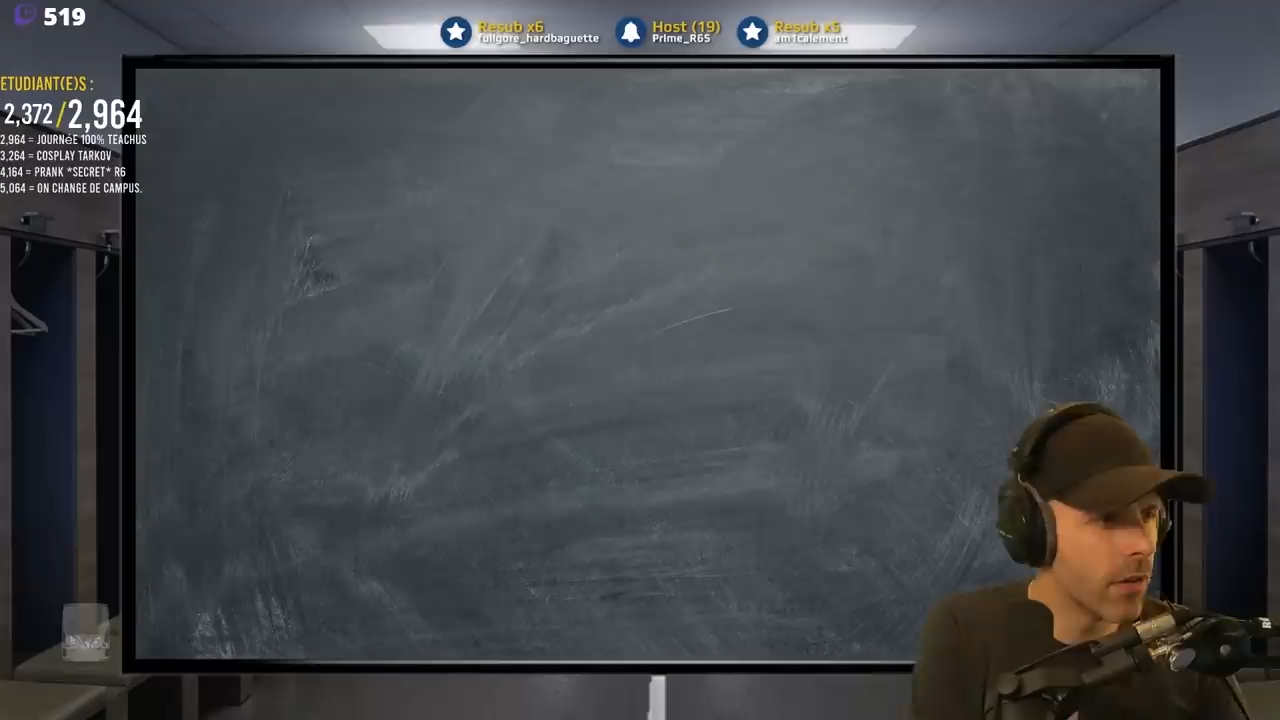 519
Resub x6
fullgore_hardbaguette
Host (19)
Prime_R6S
Resub x5
am1calement
ETUDIANT(E)S :
2,372 / 2,964
2,964 = JOURNéE 100% TEACHUS
3,264 = COSPLAY TARKOV
4,164 = PRANK *SECRET* R6
5,064 = ON CHANGE DE CAMPUS.